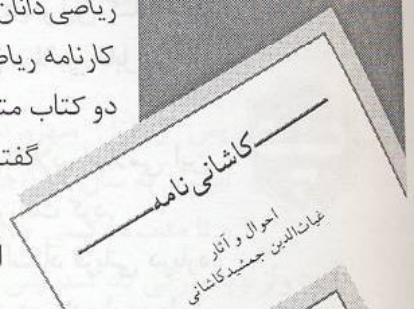 ریاضی‌دانان
کارنامه ریاض
دو کتاب مت
گفت
کاشانی‌نامه
احوال و آثار
غیاث‌الدین جمشید کاشانی